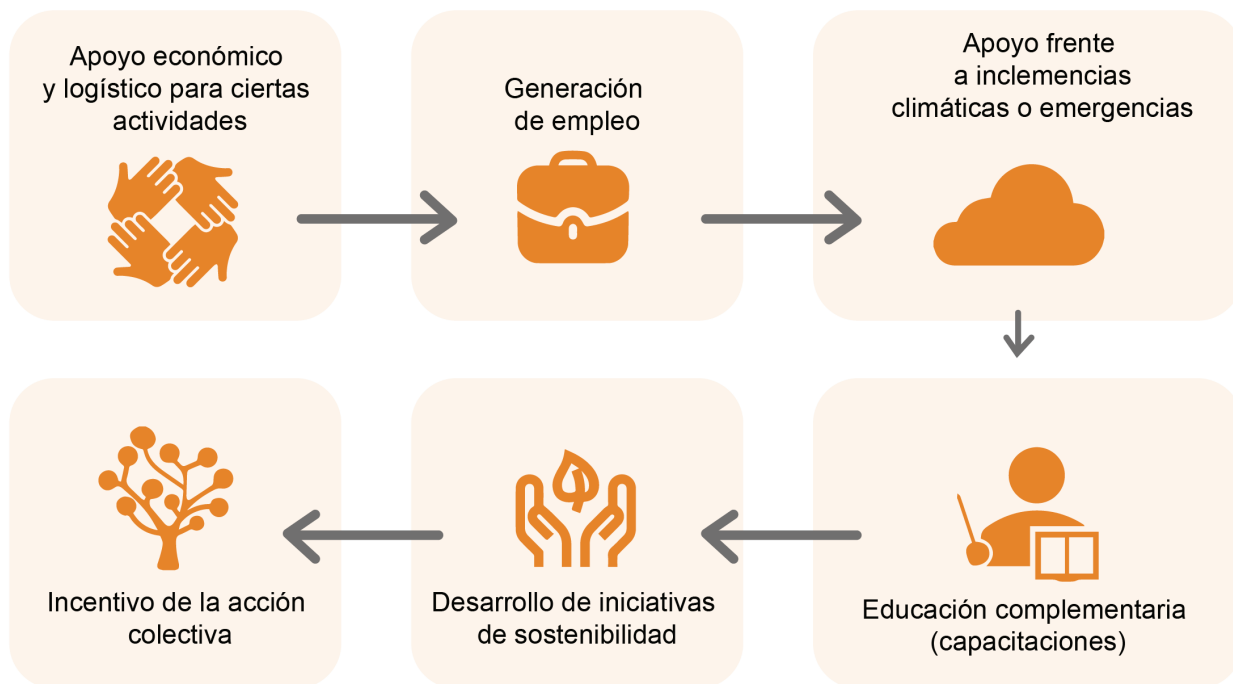 Apoyo económico
y logístico para ciertas
actividades
Generación
de empleo
Apoyo frente
a inclemencias
climáticas o emergencias
Educación complementaria
(capacitaciones)
Desarrollo de iniciativas
de sostenibilidad
Incentivo de la acción
colectiva